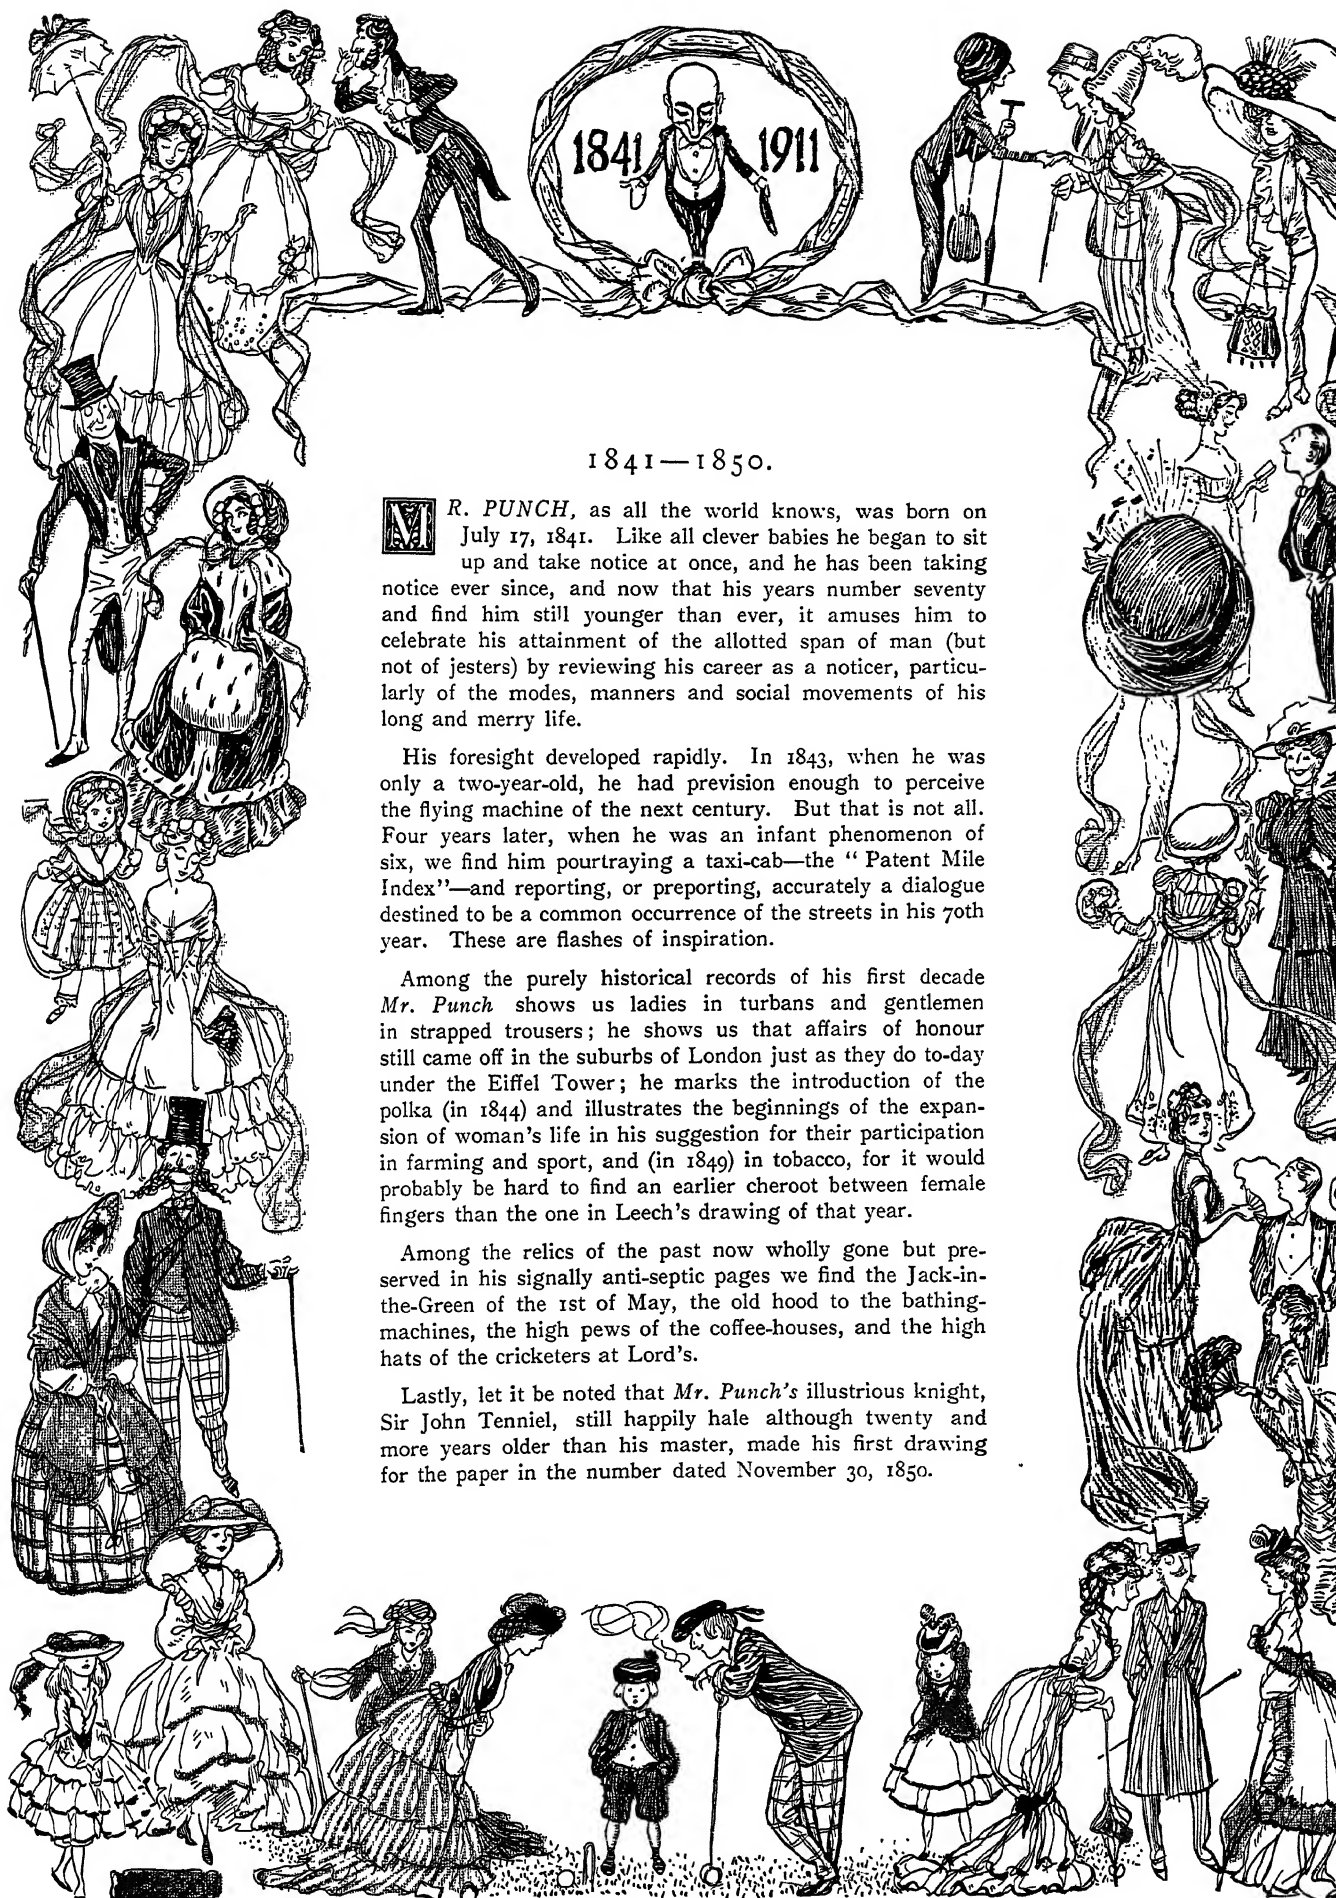 1841 1911
1841—1850.
MR. PUNCH, as all the world knows, was born on
July 17, 1841. Like all clever babies he began to sit
up and take notice at once, and he has been taking
notice ever since, and now that his years number seventy
and find him still younger than ever, it amuses him to
celebrate his attainment of the allotted span of man (but
not of jesters) by reviewing his career as a noticer, particu-
larly of the modes, manners and social movements of his
long and merry life.
His foresight developed rapidly. In 1843, when he was
only a two-year-old, he had prevision enough to perceive
the flying machine of the next century. But that is not all.
Four years later, when he was an infant phenomenon of
six, we find him pourtraying a taxi-cab—the “ Patent Mile
Index”—and reporting, or preporting, accurately a dialogue
destined to be a common occurrence of the streets in his 70th
year. These are flashes of inspiration.
Among the purely historical records of his first decade
Mr. Punch shows us ladies in turbans and gentlemen
in strapped trousers; he shows us that affairs of honour
still came off in the suburbs of London just as they do to-day
under the Eiffel Tower; he marks the introduction of the
polka (in 1844) and illustrates the beginnings of the expan-
sion of woman's life in his suggestion for their participation
in farming and sport, and (in 1849) in tobacco, for it would
probably be hard to find an earlier cheroot between female
fingers than the one in Leech's drawing of that year.
Among the relics of the past now wholly gone but pre-
served in his signally anti-septic pages we find the Jack-in-
the-Green of the 1st of May, the old hood to the bathing-
machines, the high pews of the coffee-houses, and the high
hats of the cricketers at Lord's.
Lastly, let it be noted that Mr. Punch's illustrious knight,
Sir John Tenniel, still happily hale although twenty and
more years older than his master, made his first drawing
for the paper in the number dated November 30, 1850.